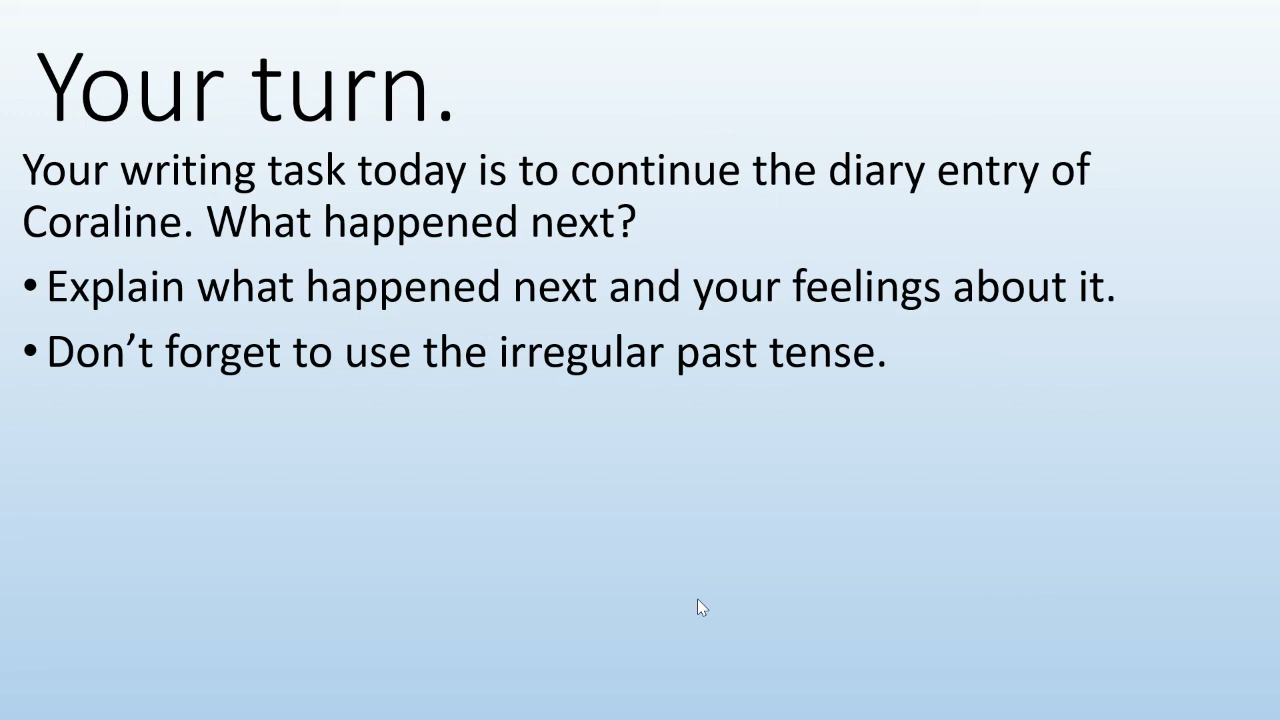 Your turn.
Your writing task today is to continue the diary entry of
Coraline. What happened next?
• Explain what happened next and your feelings about it.
• Don’t forget to use the irregular past tense.